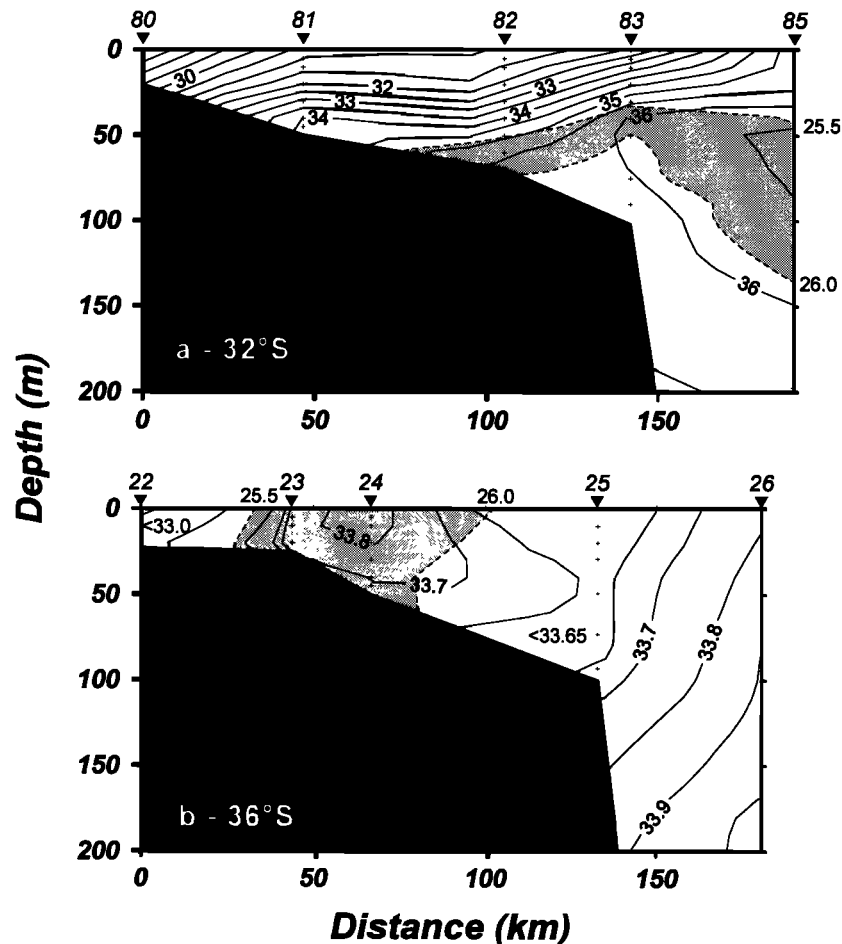 80 81 82 83 85
0
30 32 33 33 34 34 35 36
50
25.5
100
36 26.0
150
a - 32°S
200
0 50 100 150
Depth (m)
22 25.5 23 24 26.0 25 26
0
<33.0 33.8
33.7
50
<33.65 33.7 33.8
100
150
b - 36°S 33.9
200
0 50 100 150
Distance (km)